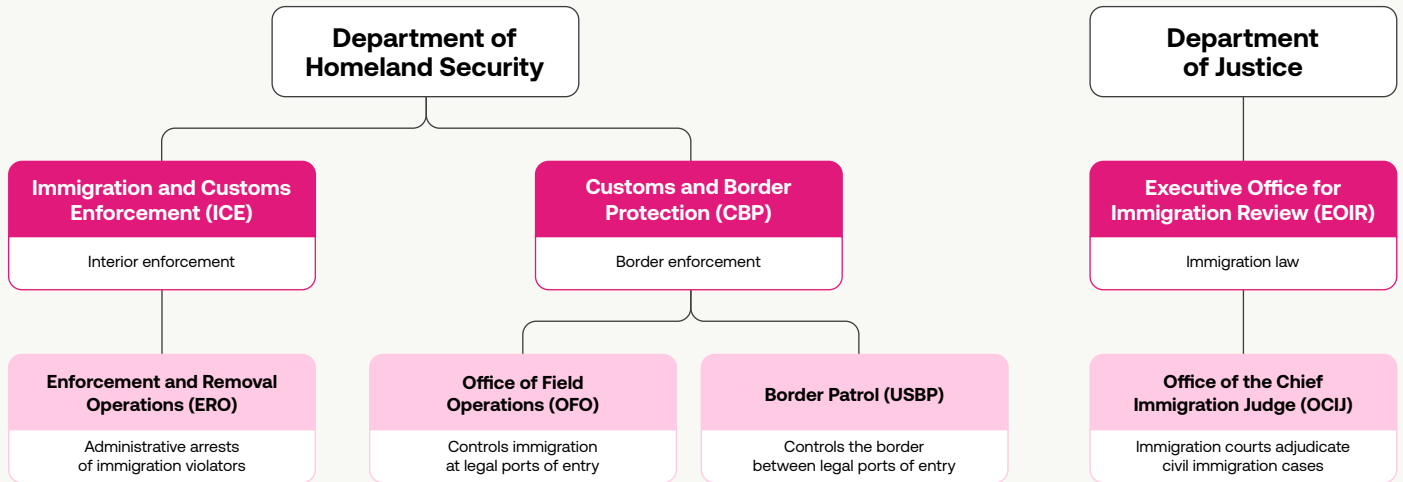 Department of
Homeland Security
Department
of Justice
Immigration and Customs
Enforcement (ICE)
Interior enforcement
Customs and Border
Protection (CBP)
Border enforcement
Executive Office for
Immigration Review (EOIR)
Immigration law
Enforcement and Removal
Operations (ERO)
Administrative arrests
of immigration violators
Office of Field
Operations (OFO)
Controls immigration
at legal ports of entry
Border Patrol (USBP)
Controls the border
between legal ports of entry
Office of the Chief
Immigration Judge (OCIJ)
Immigration courts adjudicate
civil immigration cases